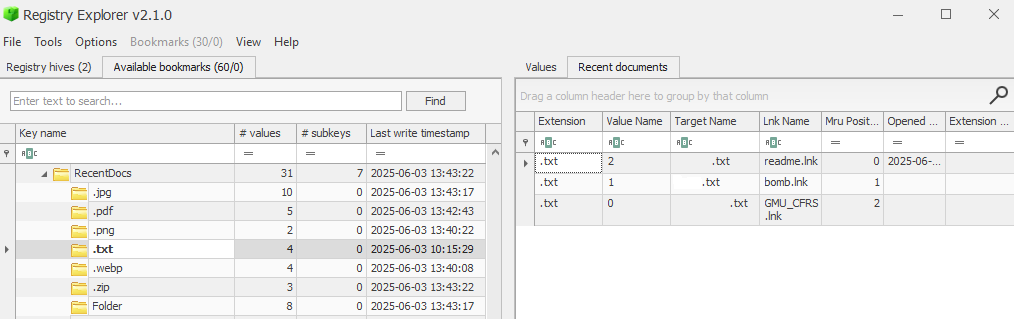 Registry Explorer v2.1.0
File Tools Options Bookmarks (30/0) View Help
Registry hives (2) Available bookmarks (60/0)
Enter text to search... Find
Key name # values # subkeys Last write timestamp
ABC = = =
RecentDocs 31 7 2025-06-03 13:43:22
.jpg 10 0 2025-06-03 13:43:17
.pdf 5 0 2025-06-03 13:42:43
.png 2 0 2025-06-03 13:40:22
.txt 4 0 2025-06-03 10:15:29
.webp 4 0 2025-06-03 13:40:08
.zip 3 0 2025-06-03 13:43:22
Folder 8 0 2025-06-03 13:43:17
Values Recent documents
Drag a column header here to group by that column
Extension Value Name Target Name Lnk Name Mru Posit... Opened ... Extension ...
ABC ABC ABC ABC = = =
.txt 2 .txt readme.lnk 0 2025-06-...
.txt 1 .txt bomb.lnk 1
.txt 0 .txt GMU_CFRS
.lnk 2